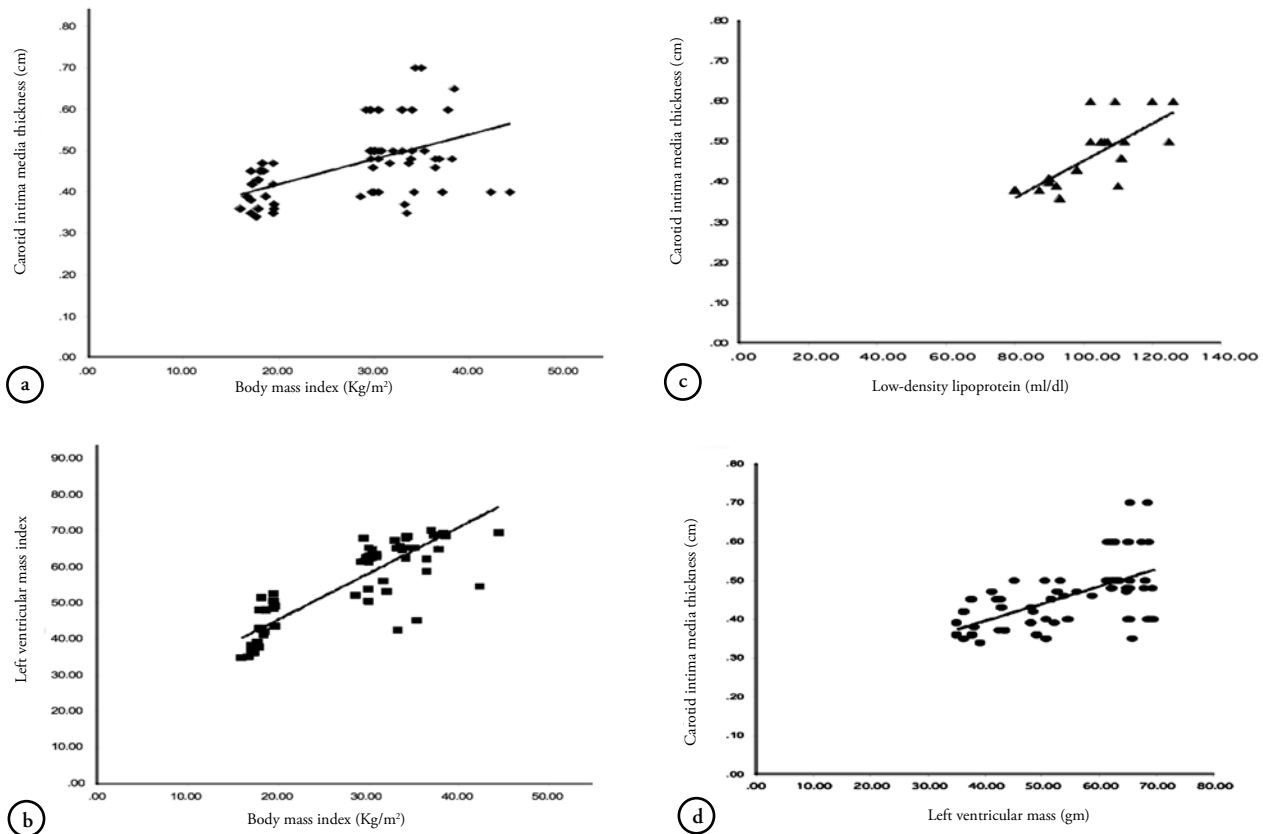 Carotid intima media thickness (cm)
.80
.70
.60
.50
.40
.30
.20
.10
.00
.00 10.00 20.00 30.00 40.00 50.00
Body mass index (Kg/m²)
a
Carotid intima media thickness (cm)
.80
.70
.60
.50
.40
.30
.20
.10
.00
.00 20.00 40.00 60.00 80.00 100.00 120.00 140.00
Low-density lipoprotein (ml/dl)
c
Left ventricular mass index
90.00
80.00
70.00
60.00
50.00
40.00
30.00
20.00
10.00
.00
.00 10.00 20.00 30.00 40.00 50.00
Body mass index (Kg/m²)
b
Carotid intima media thickness (cm)
.80
.70
.60
.50
.40
.30
.20
.10
.00
.00 10.00 20.00 30.00 40.00 50.00 60.00 70.00 80.00
Left ventricular mass (gm)
d